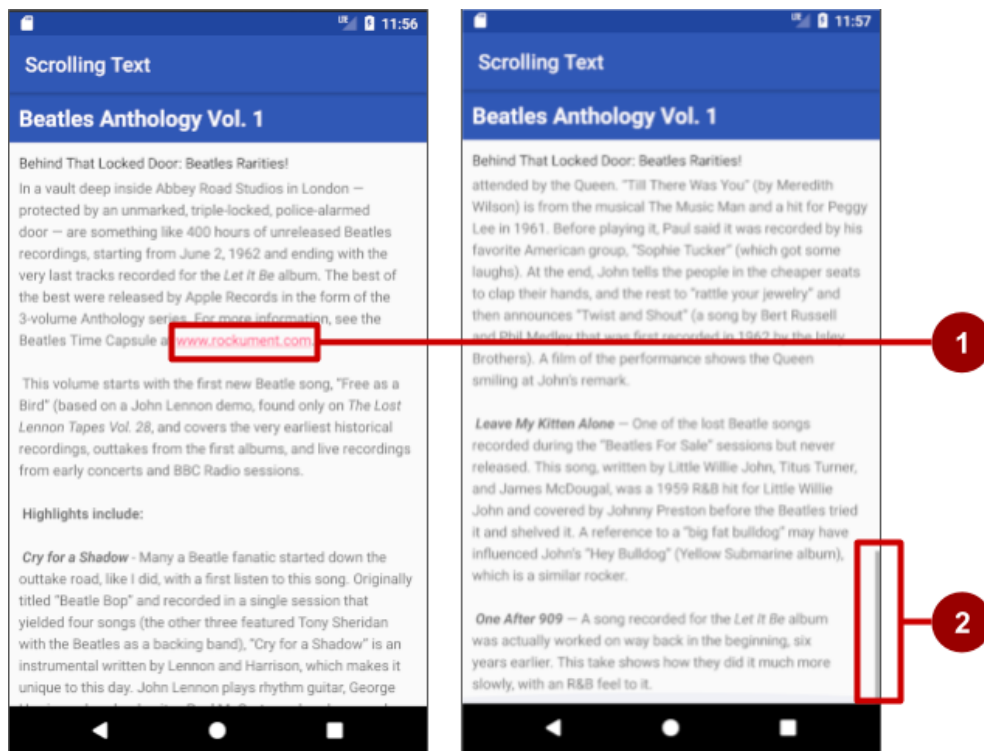 LTE 11:56
Scrolling Text
Beatles Anthology Vol. 1
Behind That Locked Door: Beatles Rarities!
In a vault deep inside Abbey Road Studios in London —
protected by an unmarked, triple-locked, police-alarmed
door — are something like 400 hours of unreleased Beatles
recordings, starting from June 2, 1962 and ending with the
very last tracks recorded for the Let It Be album. The best of
the best were released by Apple Records in the form of the
3-volume Anthology series. For more information, see the
Beatles Time Capsule a www.rockument.com.
This volume starts with the first new Beatle song, "Free as a
Bird" (based on a John Lennon demo, found only on The Lost
Lennon Tapes Vol. 28, and covers the very earliest historical
recordings, outtakes from the first albums, and live recordings
from early concerts and BBC Radio sessions.
Highlights include:
Cry for a Shadow - Many a Beatle fanatic started down the
outtake road, like I did, with a first listen to this song. Originally
titled "Beatle Bop" and recorded in a single session that
yielded four songs (the other three featured Tony Sheridan
with the Beatles as a backing band), "Cry for a Shadow" is an
instrumental written by Lennon and Harrison, which makes it
unique to this day. John Lennon plays rhythm guitar, George
LTE 11:57
Scrolling Text
Beatles Anthology Vol. 1
Behind That Locked Door: Beatles Rarities!
attended by the Queen. "Till There Was You" (by Meredith
Wilson) is from the musical The Music Man and a hit for Peggy
Lee in 1961. Before playing it, Paul said it was recorded by his
favorite American group, "Sophie Tucker" (which got some
laughs). At the end, John tells the people in the cheaper seats
to clap their hands, and the rest to "rattle your jewelry" and
then announces "Twist and Shout" (a song by Bert Russell
and Phil Medley that was first recorded in 1962 by the Isley
Brothers). A film of the performance shows the Queen
smiling at John's remark.
Leave My Kitten Alone — One of the lost Beatle songs
recorded during the "Beatles For Sale" sessions but never
released. This song, written by Little Willie John, Titus Turner,
and James McDougal, was a 1959 R&B hit for Little Willie
John and covered by Johnny Preston before the Beatles tried
it and shelved it. A reference to a "big fat bulldog" may have
influenced John's "Hey Bulldog" (Yellow Submarine album),
which is a similar rocker.
One After 909 — A song recorded for the Let It Be album
was actually worked on way back in the beginning, six
years earlier. This take shows how they did it much more
slowly, with an R&B feel to it.
1
2